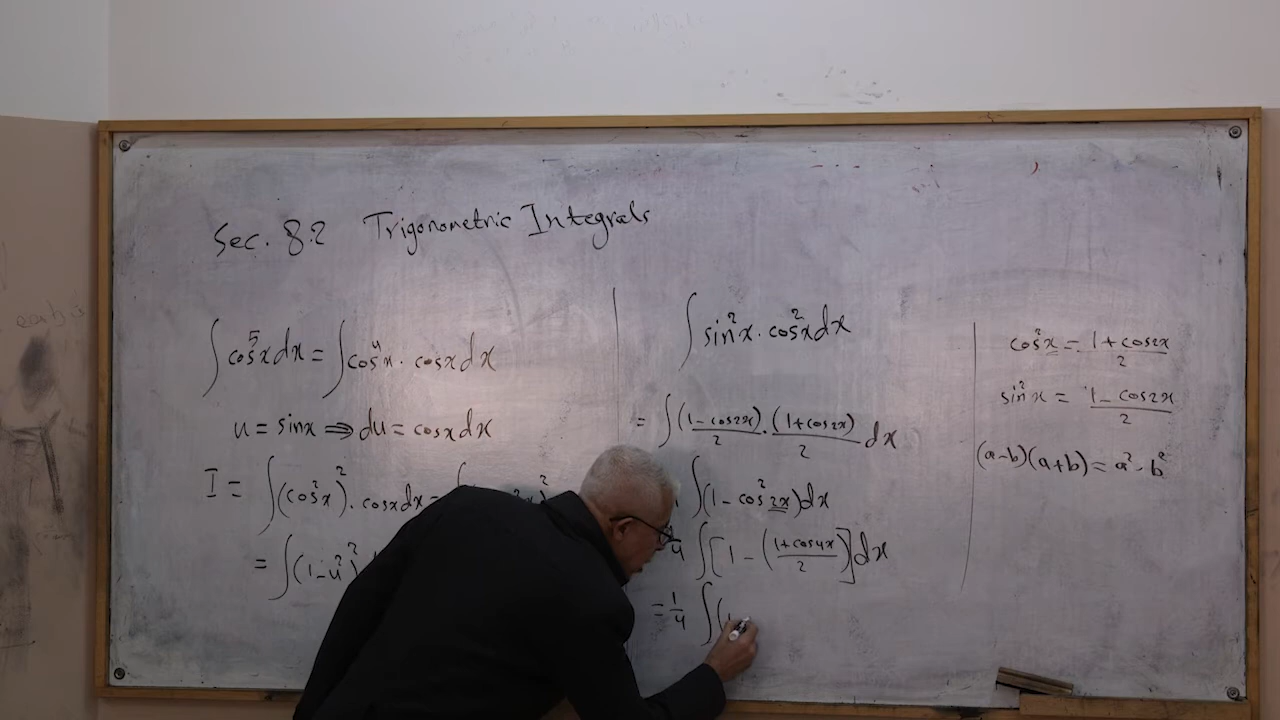 Sec. 8.2 Trigonometric Integrals
∫cos⁵x dx = ∫cos⁴x · cosx dx
u = sinx ⇒ du = cosx dx
I = ∫(cos²x)² · cosx dx =
= ∫(1-u²)²
∫sin²x · cos²x dx
= ∫(1-cos2x)/2 · (1+cos2x)/2 dx
∫(1-cos²2x)dx
∫[1-((1+cos4x)/2)]dx
= 1/4 ∫(
cos²x = (1+cos2x)/2
sin²x = (1-cos2x)/2
(a-b)(a+b) = a²-b²